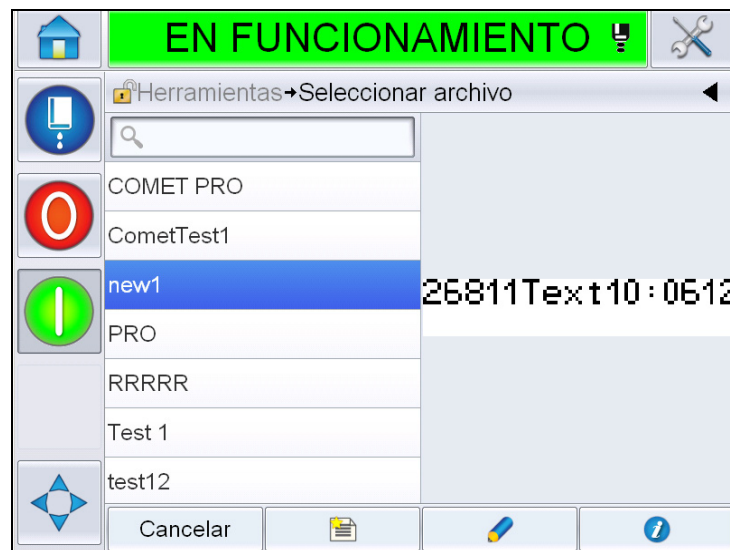 EN FUNCIONAMIENTO
Herramientas→Seleccionar archivo
COMET PRO
CometTest1
new1
PRO
RRRRR
Test 1
test12
26811Text10:0612
Cancelar